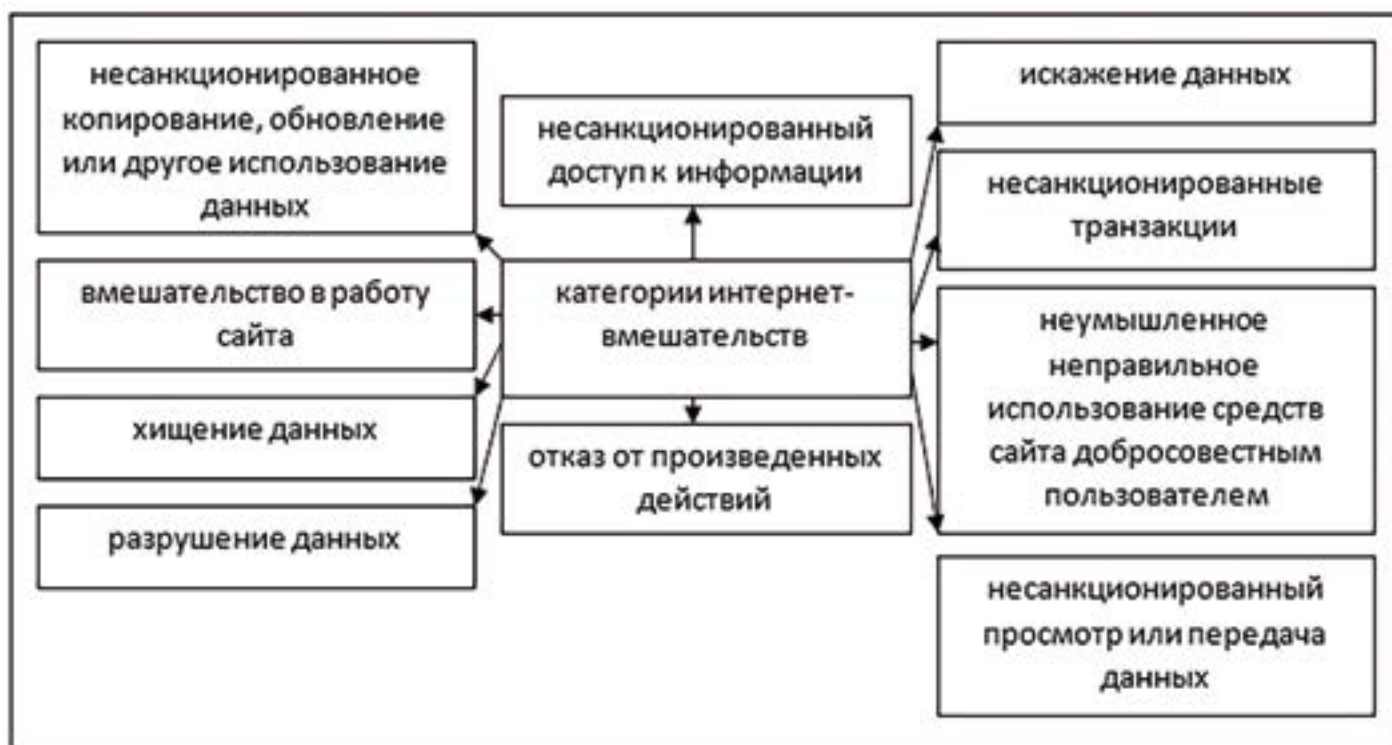 несанкционированное
копирование, обновление
или другое использование
данных
вмешательство в работу
сайта
хищение данных
разрушение данных
несанкционированный
доступ к информации
категории интернет-
вмешательств
отказ от произведенных
действий
искажение данных
несанкционированные
транзакции
неумышленное
неправильное
использование средств
сайта добросовестным
пользователем
несанкционированный
просмотр или передача
данных